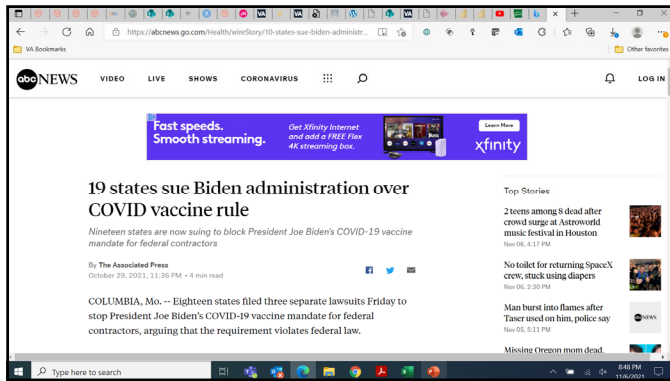 https://abcnews.go.com/Health/wireStory/10-states-sue-biden-administr...
VA Bookmarks
Other favorites
abc NEWS
VIDEO
LIVE
SHOWS
CORONAVIRUS
LOG IN
Fast speeds.
Smooth streaming.
Get Xfinity Internet
and add a FREE Flex
4K streaming box.
Learn More
xfinity
19 states sue Biden administration over
COVID vaccine rule
Nineteen states are now suing to block President Joe Biden's COVID-19 vaccine
mandate for federal contractors
By The Associated Press
October 29, 2021, 11:36 PM • 4 min read
COLUMBIA, Mo. -- Eighteen states filed three separate lawsuits Friday to
stop President Joe Biden's COVID-19 vaccine mandate for federal
contractors, arguing that the requirement violates federal law.
Top Stories
2 teens among 8 dead after
crowd surge at Astroworld
music festival in Houston
Nov 06, 4:17 PM
No toilet for returning SpaceX
crew, stuck using diapers
Nov 06, 2:30 PM
Man burst into flames after
Taser used on him, police say
Nov 05, 5:11 PM
abc NEWS
Missing Oregon mom dead,
Type here to search
8:48 PM
11/6/2021